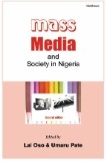 mass
Media
and
Society in Nigeria
Edited by
Lai Oso & Umaru Pate